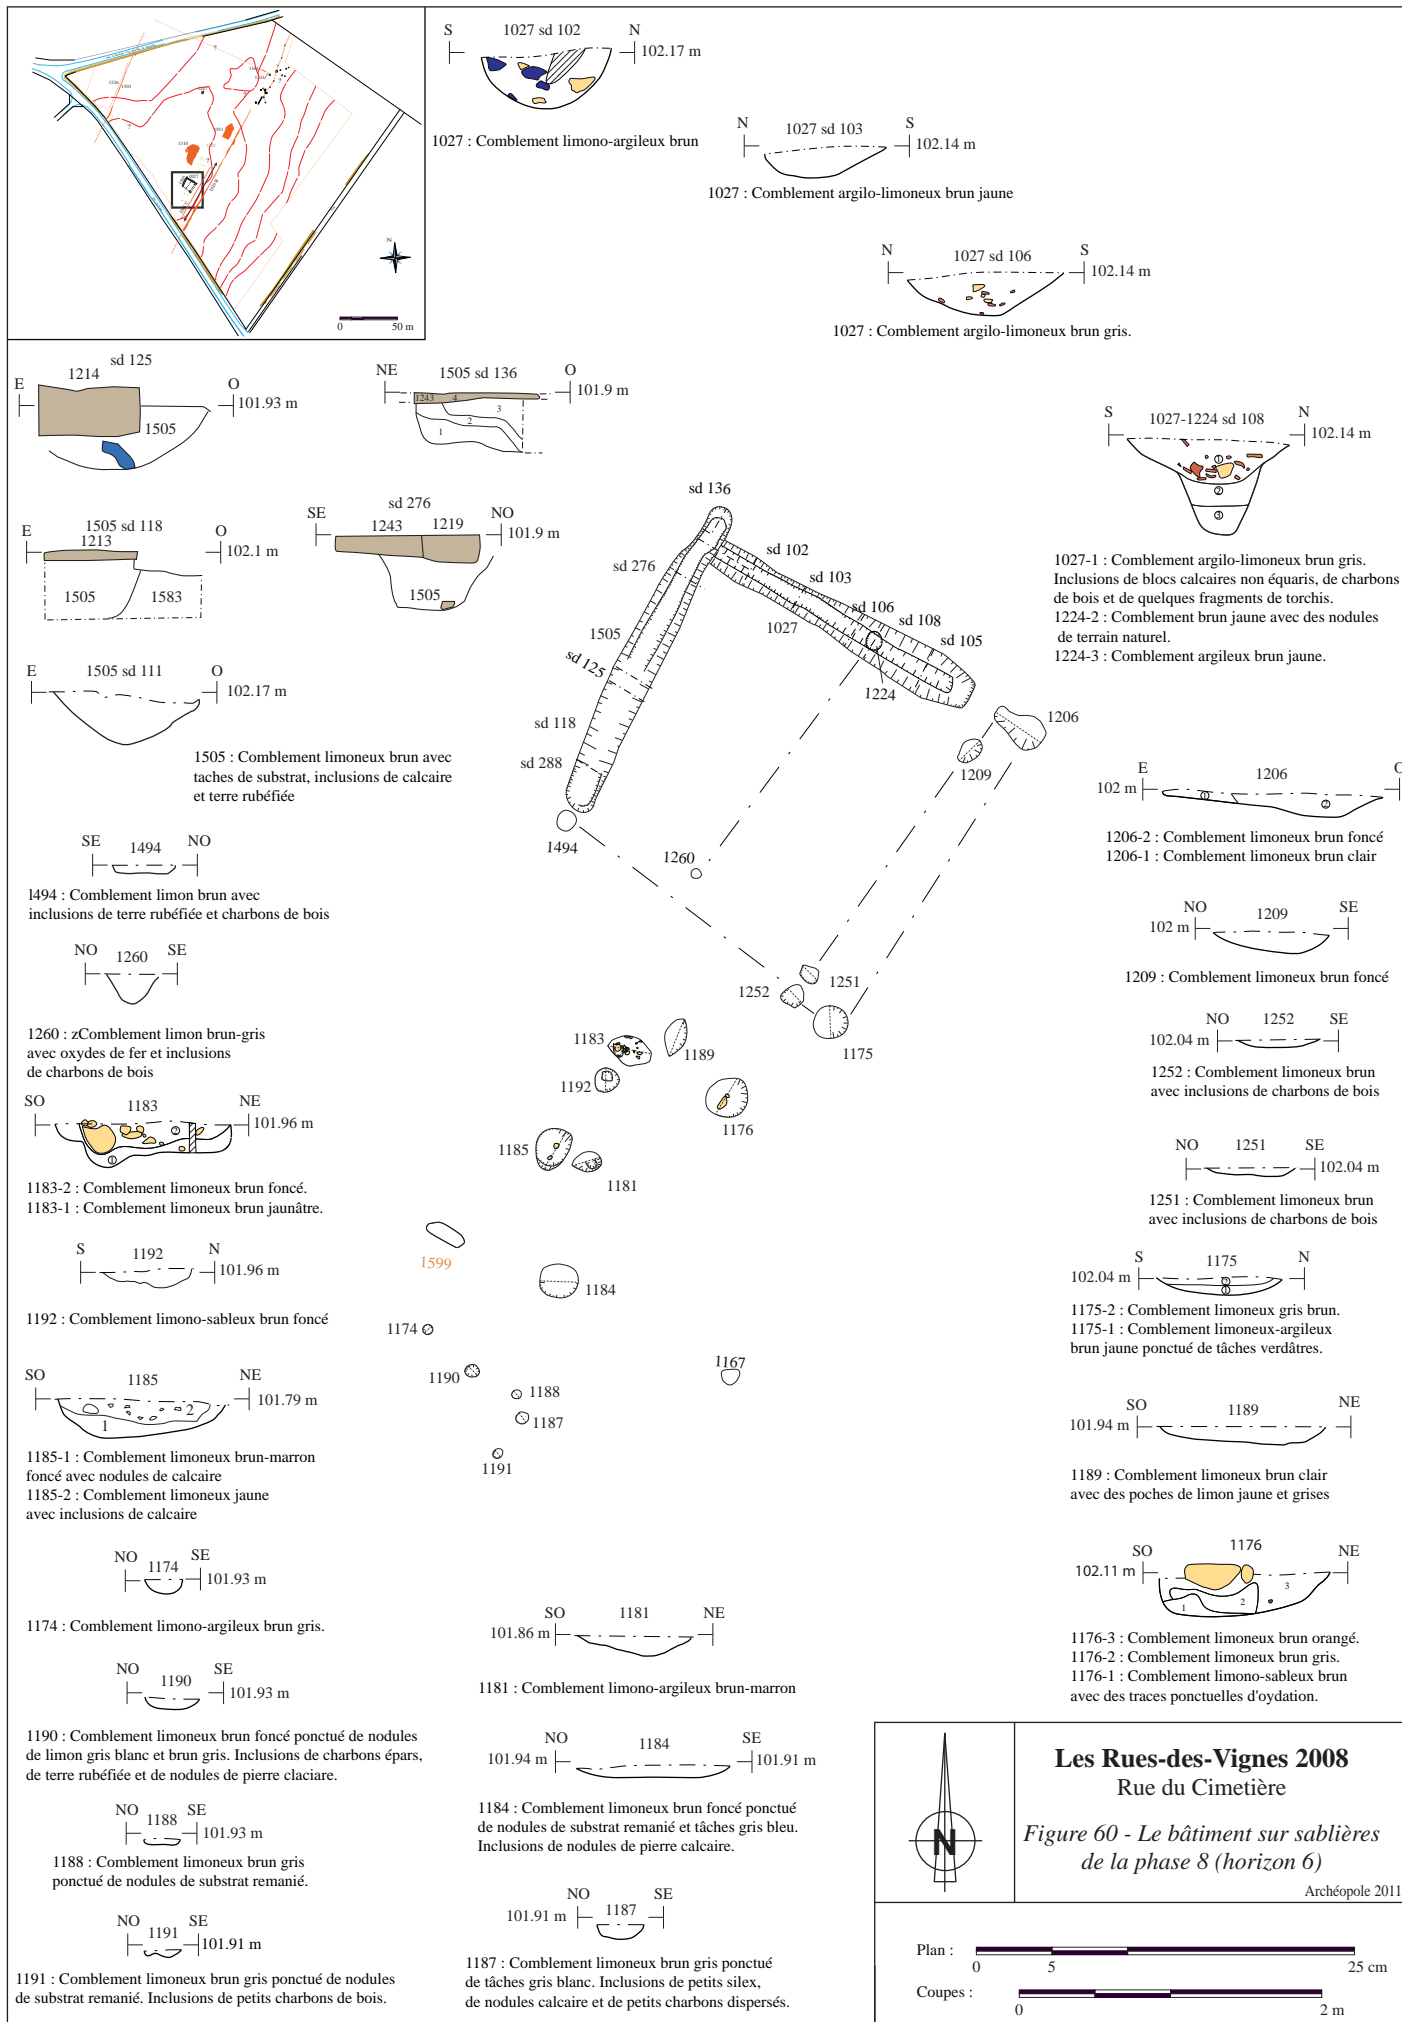 N
0
50 m
S
1027 sd 102
N
102.17 m
1027 : Comblement limono-argileux brun
N
1027 sd 103
S
102.14 m
1027 : Comblement argilo-limoneux brun jaune
N
1027 sd 106
S
102.14 m
1027 : Comblement argilo-limoneux brun gris.
sd 125
E
1214
O
101.93 m
1505
NE
1505 sd 136
O
101.9 m
1243
4
3
2
1
S
1027-1224 sd 108
N
102.14 m
1
2
3
1027-1 : Comblement argilo-limoneux brun gris.
Inclusions de blocs calcaires non équaris, de charbons
de bois et de quelques fragments de torchis.
1224-2 : Comblement brun jaune avec des nodules
de terrain naturel.
1224-3 : Comblement argileux brun jaune.
E
1505 sd 118
O
1213
102.1 m
1505
1583
sd 276
SE
1243
1219
NO
101.9 m
1505
E
1505 sd 111
O
102.17 m
1505 : Comblement limoneux brun avec
taches de substrat, inclusions de calcaire
et terre rubéfiée
sd 136
sd 276
sd 102
sd 103
sd 106
sd 108
sd 105
1505
1027
sd 125
1224
sd 118
sd 288
1206
1209
1494
1260
1251
1252
1175
1183
1189
1192
1176
1185
1181
1599
1184
1174
1190
1167
1188
1187
1191
SE
1494
NO
1494 : Comblement limon brun avec
inclusions de terre rubéfiée et charbons de bois
NO
1260
SE
1260 : zComblement limon brun-gris
avec oxydes de fer et inclusions
de charbons de bois
SO
1183
NE
101.96 m
2
1
1183-2 : Comblement limoneux brun foncé.
1183-1 : Comblement limoneux brun jaunâtre.
S
1192
N
101.96 m
1192 : Comblement limono-sableux brun foncé
SO
1185
NE
101.79 m
1
2
1185-1 : Comblement limoneux brun-marron
foncé avec nodules de calcaire
1185-2 : Comblement limoneux jaune
avec inclusions de calcaire
NO
1174
SE
101.93 m
1174 : Comblement limono-argileux brun gris.
NO
1190
SE
101.93 m
1190 : Comblement limoneux brun foncé ponctué de nodules
de limon gris blanc et brun gris. Inclusions de charbons épars,
de terre rubéfiée et de nodules de pierre claciare.
NO
1188
SE
101.93 m
1188 : Comblement limoneux brun gris
ponctué de nodules de substrat remanié.
NO
1191
SE
101.91 m
1191 : Comblement limoneux brun gris ponctué de nodules
de substrat remanié. Inclusions de petits charbons de bois.
SO
1181
NE
101.86 m
1181 : Comblement limono-argileux brun-marron
NO
1184
SE
101.94 m
101.91 m
1184 : Comblement limoneux brun foncé ponctué
de nodules de substrat remanié et tâches gris bleu.
Inclusions de nodules de pierre calcaire.
NO
1187
SE
101.91 m
1187 : Comblement limoneux brun gris ponctué
de tâches gris blanc. Inclusions de petits silex,
de nodules calcaire et de petits charbons dispersés.
E
1206
O
102 m
1
2
1206-2 : Comblement limoneux brun foncé
1206-1 : Comblement limoneux brun clair
NO
1209
SE
102 m
1209 : Comblement limoneux brun foncé
NO
1252
SE
102.04 m
1252 : Comblement limoneux brun
avec inclusions de charbons de bois
NO
1251
SE
102.04 m
1251 : Comblement limoneux brun
avec inclusions de charbons de bois
S
1175
N
102.04 m
2
1
1175-2 : Comblement limoneux gris brun.
1175-1 : Comblement limoneux-argileux
brun jaune ponctué de tâches verdâtres.
SO
1189
NE
101.94 m
1189 : Comblement limoneux brun clair
avec des poches de limon jaune et grises
SO
1176
NE
102.11 m
1
2
3
1176-3 : Comblement limoneux brun orangé.
1176-2 : Comblement limoneux brun gris.
1176-1 : Comblement limono-sableux brun
avec des traces ponctuelles d'oydation.
N
Les Rues-des-Vignes 2008
Rue du Cimetière
Figure 60 - Le bâtiment sur sablières
de la phase 8 (horizon 6)
Archéopole 2011
Plan :
0
5
25 cm
Coupes :
0
2 m